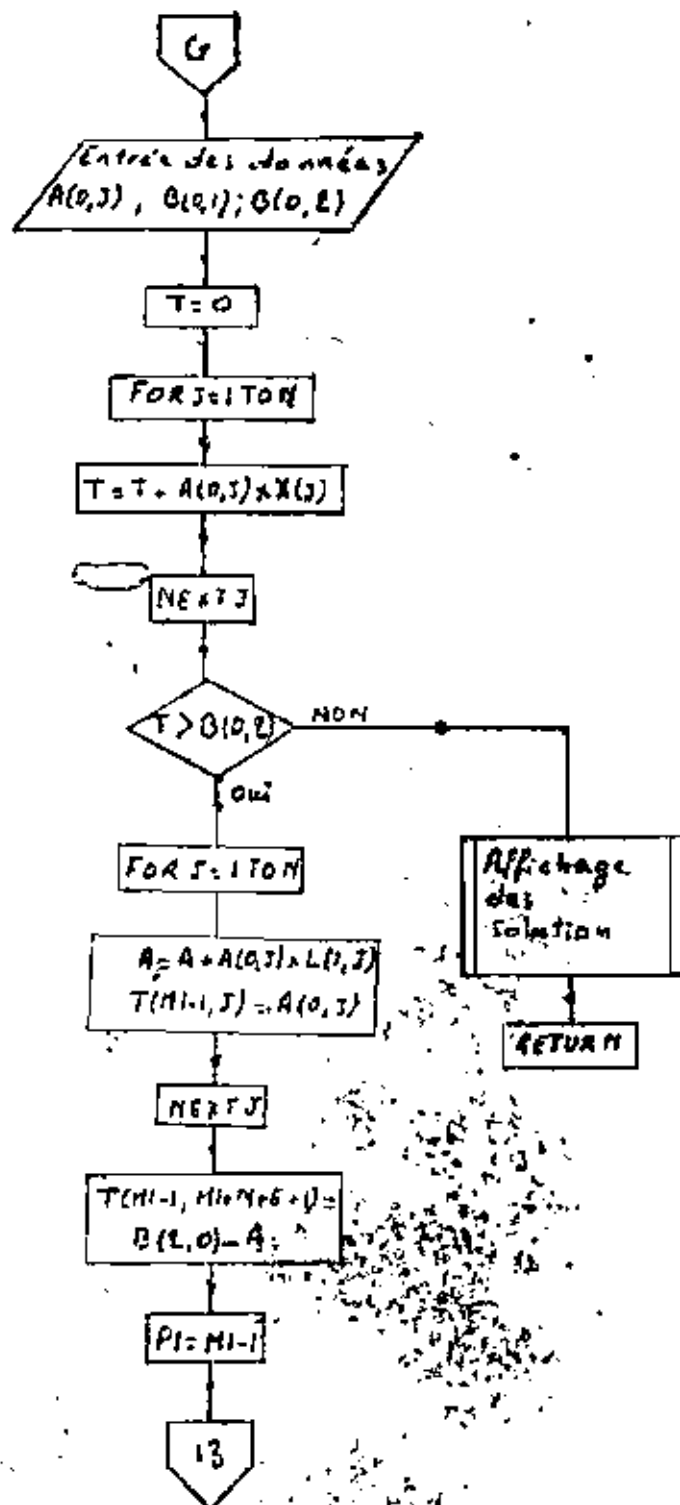 G
Entrée des données
A(0,J), B(0,1); B(0,2)
T=0
FOR J=1 TO N
T=T+A(0,J)*X(J)
NEXT J
T>B(0,2)
NON
OUi
FOR J=1 TO N
Affichage
des
solution
A=A+A(0,J)*L(1,J)
T(M1-1,J)=A(0,J)
RETURN
NEXT J
T(M1-1, M1+N+6+1)=
B(2,0)-A
P1=M1-1
13